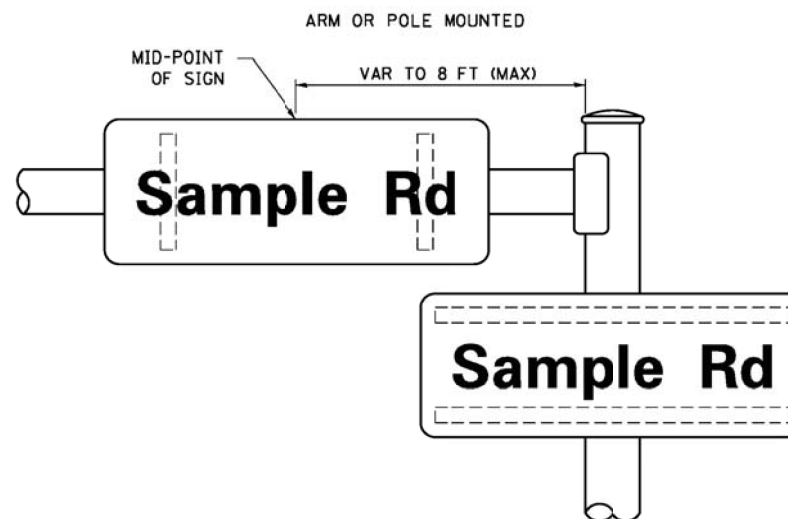 ARM OR POLE MOUNTED
MID-POINT
OF SIGN
VAR TO 8 FT (MAX)
Sample Rd
Sample Rd